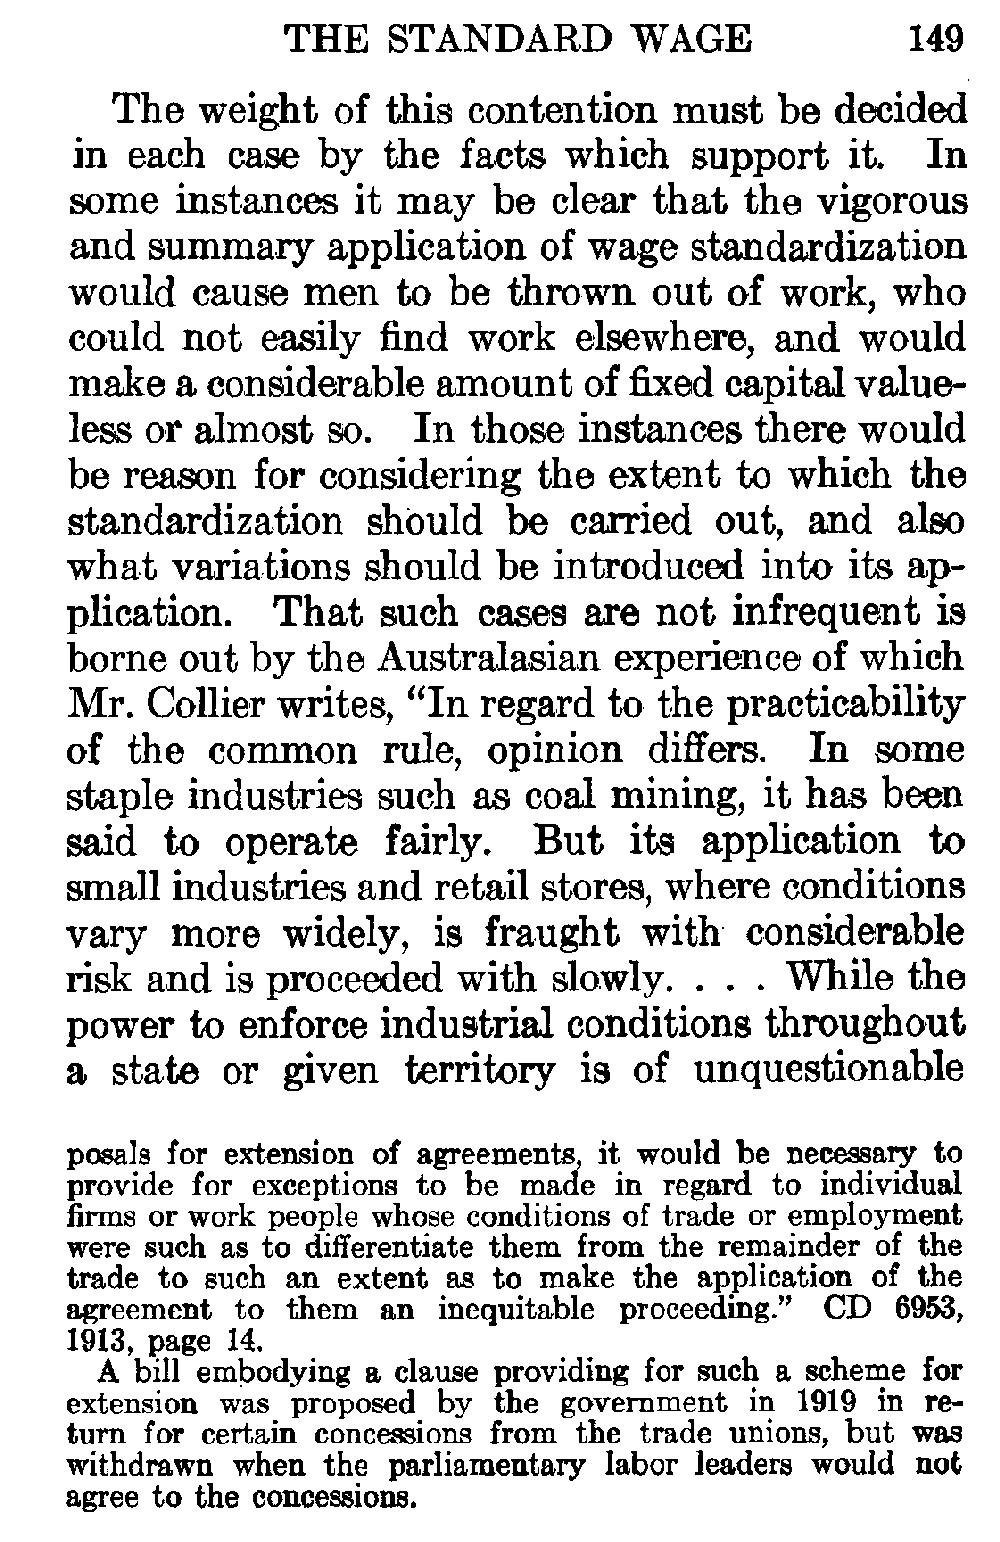 THE STANDARD WAGE 149
The weight of this contention must be decided
in each case by the facts which support it. In
some instances it may be clear that the vigorous
and summary application of wage standardization
would cause men to be thrown out of work, who
could not easily find work elsewhere, and would
make a considerable amount of fixed capital value-
less or almost so. In those instances there would
be reason for considering the extent to which the
standardization should be carried out, and also
what variations should be introduced into its ap-
plication. That such cases are not infrequent is
borne out by the Australasian experience of which
Mr. Collier writes, "In regard to the practicability
of the common rule, opinion differs. In some
staple industries such as coal mining, it has been
said to operate fairly. But its application to
small industries and retail stores, where conditions
vary more widely, is fraught with considerable
risk and is proceeded with slowly. . . . While the
power to enforce industrial conditions throughout
a state or given territory is of unquestionable
posals for extension of agreements, it would be necessary to
provide for exceptions to be made in regard to individual
firms or work people whose conditions of trade or employment
were such as to differentiate them from the remainder of the
trade to such an extent as to make the application of the
agreement to them an inequitable proceeding." CD 6953,
1913, page 14.
A bill embodying a clause providing for such a scheme for
extension was proposed by the government in 1919 in re-
turn for certain concessions from the trade unions, but was
withdrawn when the parliamentary labor leaders would not
agree to the concessions.